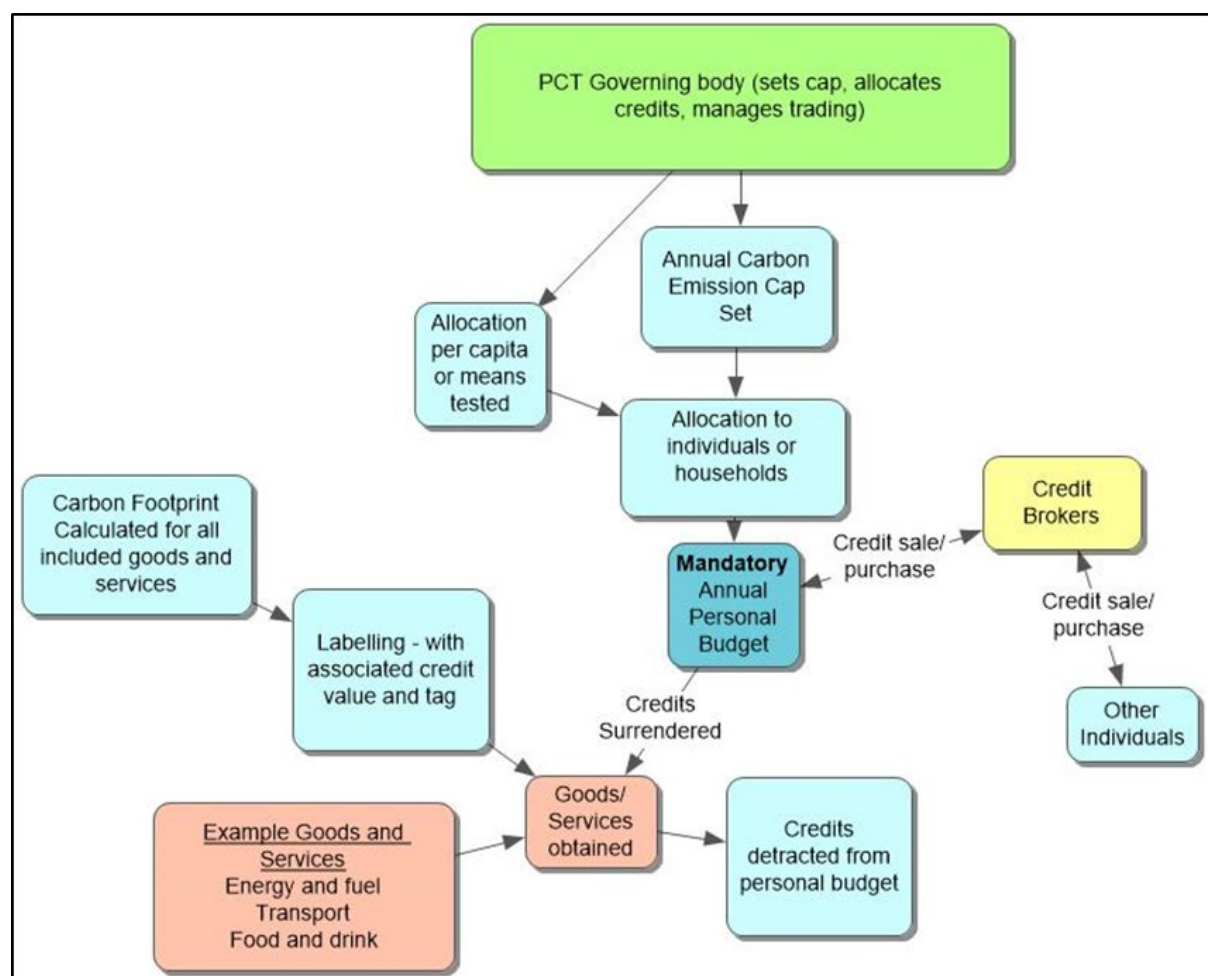 PCT Governing body (sets cap, allocates
credits, manages trading)
Annual Carbon
Emission Cap
Set
Allocation
per capita
or means
tested
Allocation to
individuals or
households
Carbon Footprint
Calculated for all
included goods and
services
Credit
Brokers
Credit sale/
purchase
Mandatory
Annual
Personal
Budget
Credit sale/
purchase
Labelling - with
associated credit
value and tag
Credits
Surrendered
Other
Individuals
Goods/
Services
obtained
Credits
detracted from
personal budget
Example Goods and
Services
Energy and fuel
Transport
Food and drink